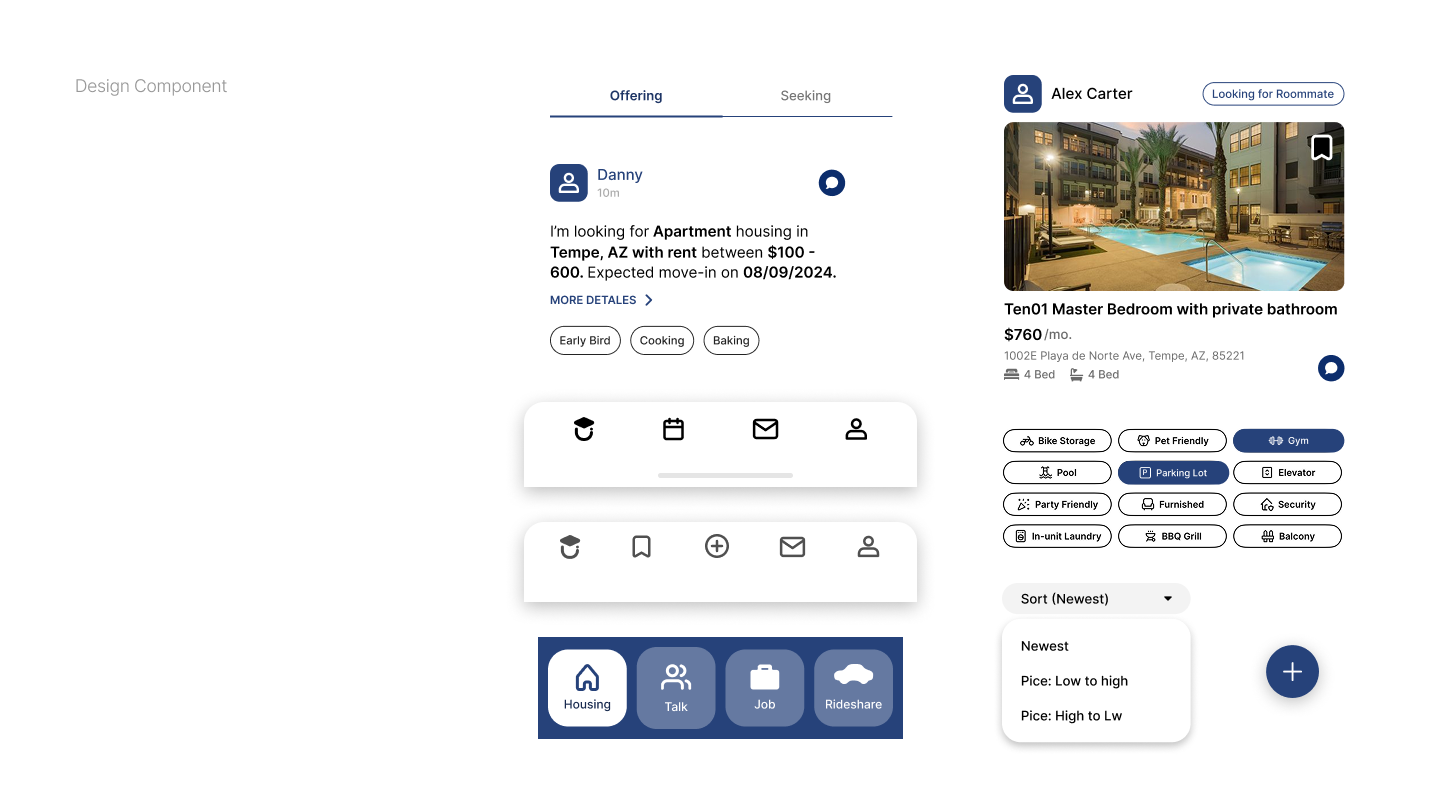 Design Component
Offering
Seeking
Danny
10m
I’m looking for Apartment housing in
Tempe, AZ with rent between $100 -
600. Expected move-in on 08/09/2024.
MORE DETALES
Early Bird
Cooking
Baking
Housing
Talk
Job
Rideshare
Alex Carter
Looking for Roommate
Ten01 Master Bedroom with private bathroom
$760/mo.
1002E Playa de Norte Ave, Tempe, AZ, 85221
4 Bed
4 Bed
Bike Storage
Pet Friendly
Gym
Pool
P
Parking Lot
Elevator
Party Friendly
Furnished
Security
In-unit Laundry
BBQ Grill
Balcony
Sort (Newest)
Newest
Pice: Low to high
Pice: High to Lw